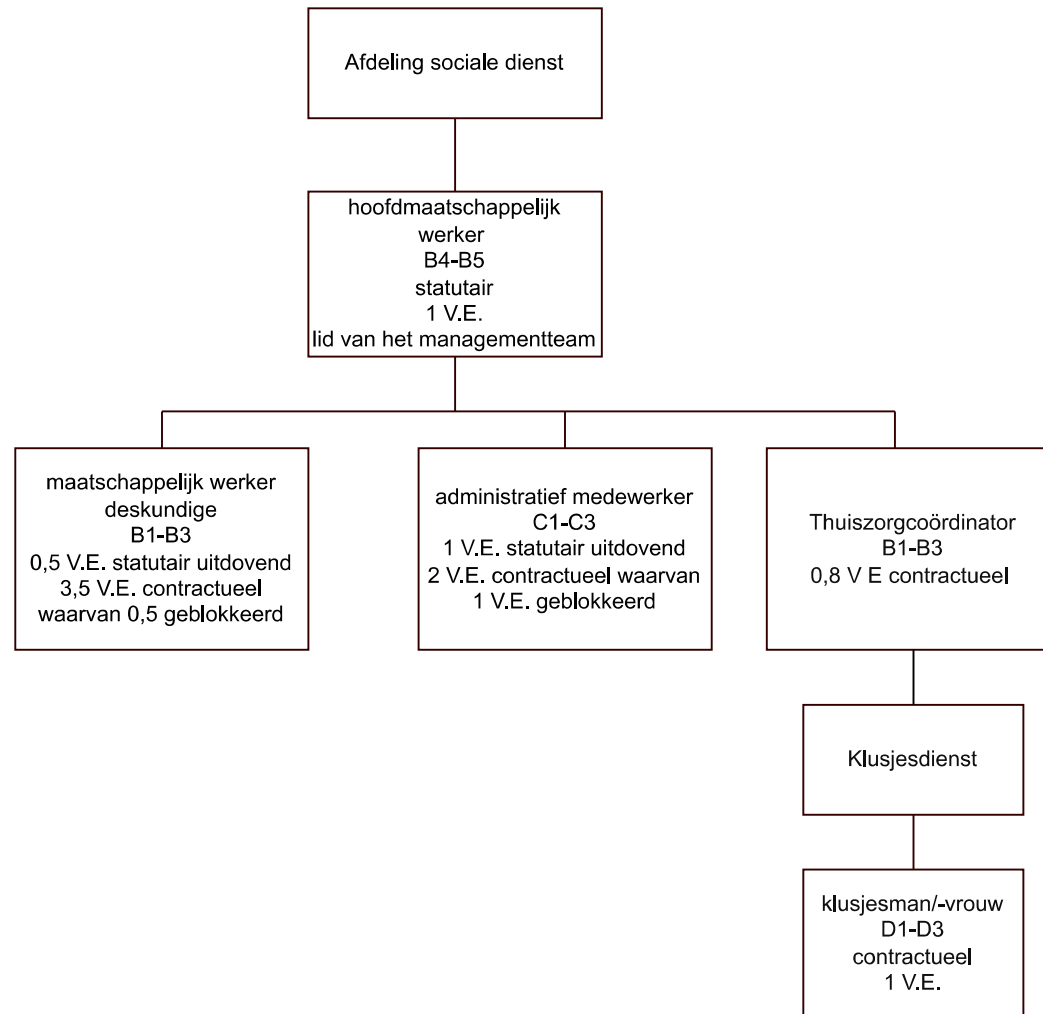 Afdeling sociale dienst
hoofdmaatschappelijk
werker
B4-B5
statutair
1 V.E.
lid van het managementteam
maatschappelijk werker
deskundige
B1-B3
0,5 V.E. statutair uitdovend
3,5 V.E. contractueel
waarvan 0,5 geblokkeerd
administratief medewerker
C1-C3
1 V.E. statutair uitdovend
2 V.E. contractueel waarvan
1 V.E. geblokkeerd
Thuiszorgcoördinator
B1-B3
0,8 V E contractueel
Klusjesdienst
klusjesman/-vrouw
D1-D3
contractueel
1 V.E.